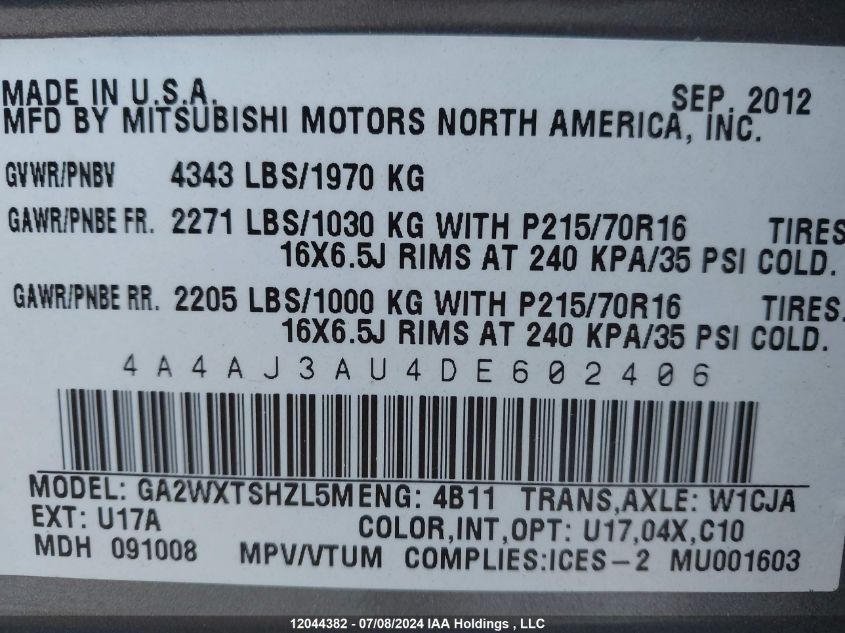 MADE IN U.S.A. SEP. 2012
MFD BY MITSUBISHI MOTORS NORTH AMERICA, INC.
GVWR/PNBV 4343 LBS/1970 KG
GAWR/PNBE FR. 2271 LBS/1030 KG WITH P215/70R16 TIRES
16X6.5J RIMS AT 240 KPA/35 PSI COLD.
GAWR/PNBE RR. 2205 LBS/1000 KG WITH P215/70R16 TIRES.
16X6.5J RIMS AT 240 KPA/35 PSI COLD.
4A4AJ3AU4DE602406
MODEL: GA2WXTSHZL5M ENG: 4B11 TRANS,AXLE: W1CJA
EXT: U17A COLOR,INT,OPT: U17,04X,C10
MDH 091008 MPV/VTUM COMPLIES:ICES-2 MU001603
12044382 - 07/08/2024 IAA Holdings , LLC